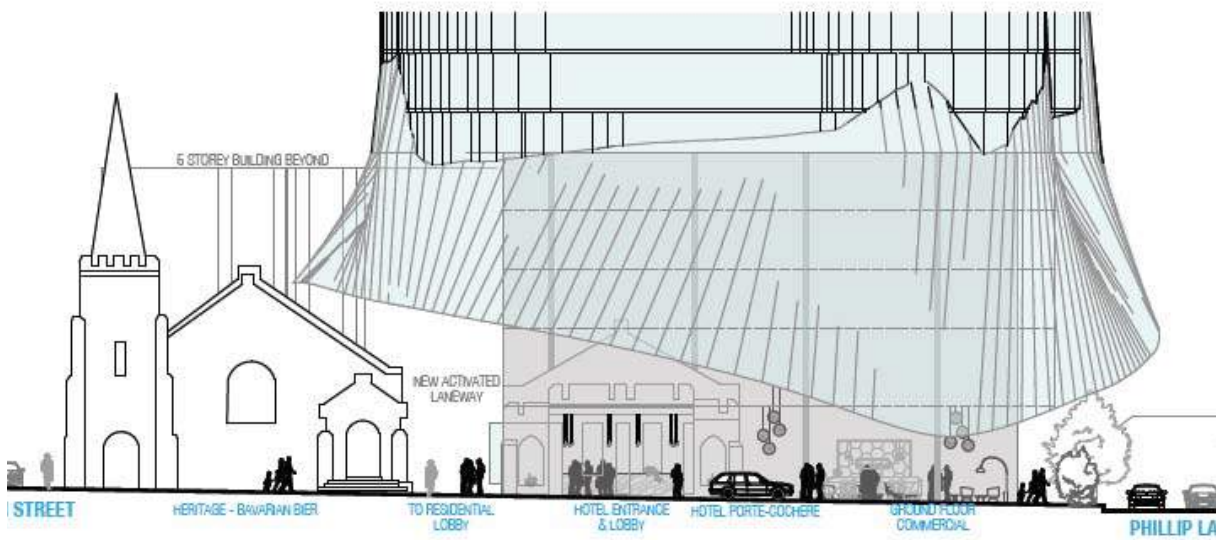 5 STOREY BUILDING BEYOND
NEW ACTIVATED
LANEWAY
STREET
HERITAGE - BAVARIAN BIER
TO RESIDENTIAL
LOBBY
HOTEL ENTRANCE
& LOBBY
HOTEL PORTE-COCHERE
GROUND FLOOR
COMMERCIAL
PHILLIP LA